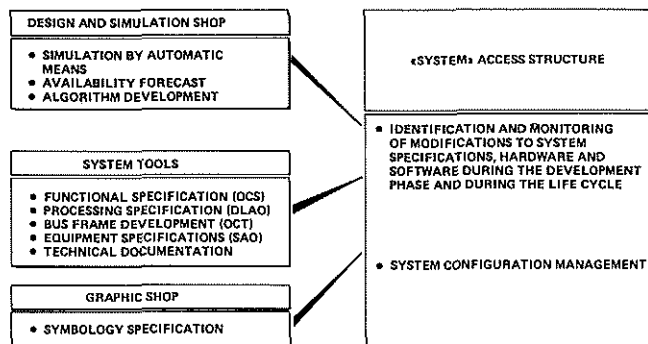 DESIGN AND SIMULATION SHOP
• SIMULATION BY AUTOMATIC
MEANS
• AVAILABILITY FORECAST
• ALGORITHM DEVELOPMENT
SYSTEM TOOLS
• FUNCTIONAL SPECIFICATION (OCS)
• PROCESSING SPECIFICATION (DLAO)
• BUS FRAME DEVELOPMENT (OCT)
• EQUIPMENT SPECIFICATIONS (SAO)
• TECHNICAL DOCUMENTATION
GRAPHIC SHOP
• SYMBOLOGY SPECIFICATION
«SYSTEM» ACCESS STRUCTURE
• IDENTIFICATION AND MONITORING
OF MODIFICATIONS TO SYSTEM
SPECIFICATIONS, HARDWARE AND
SOFTWARE DURING THE DEVELOPMENT
PHASE AND DURING THE LIFE CYCLE
• SYSTEM CONFIGURATION MANAGEMENT